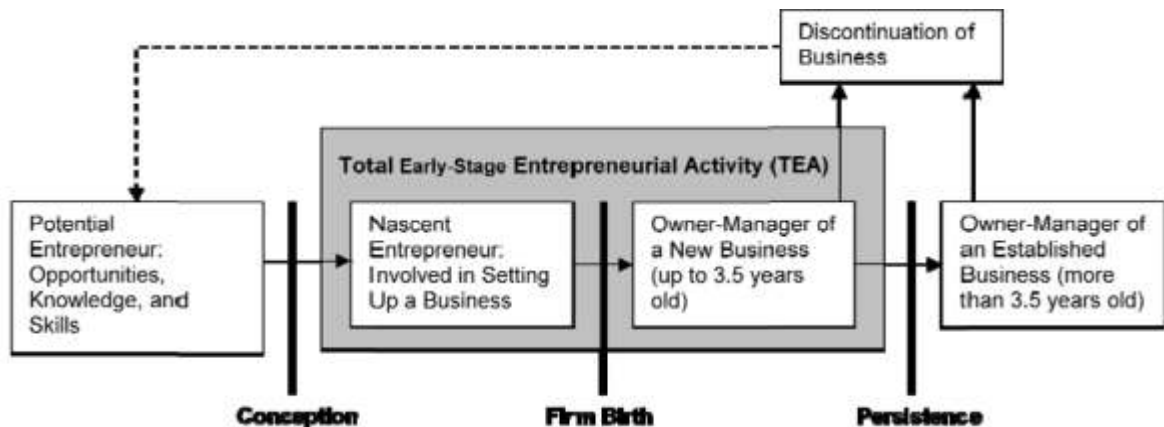 Discontinuation of
Business
Total Early-Stage Entrepreneurial Activity (TEA)
Potential
Entrepreneur:
Opportunities,
Knowledge, and
Skills
Nascent
Entrepreneur:
Involved in Setting
Up a Business
Owner-Manager of
a New Business
(up to 3.5 years
old)
Owner-Manager of
an Established
Business (more
than 3.5 years old)
Conception
Firm Birth
Persistence